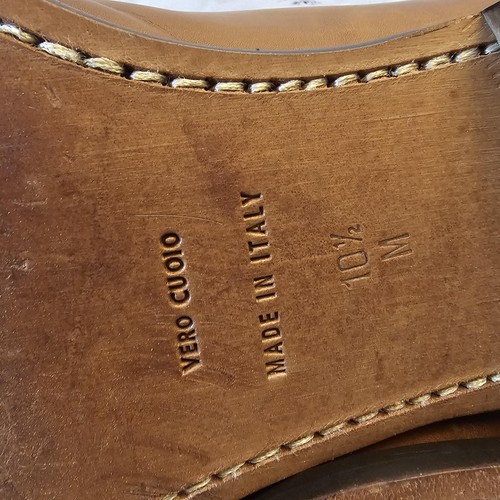 VERO CUOIO
MADE IN ITALY
10½
M